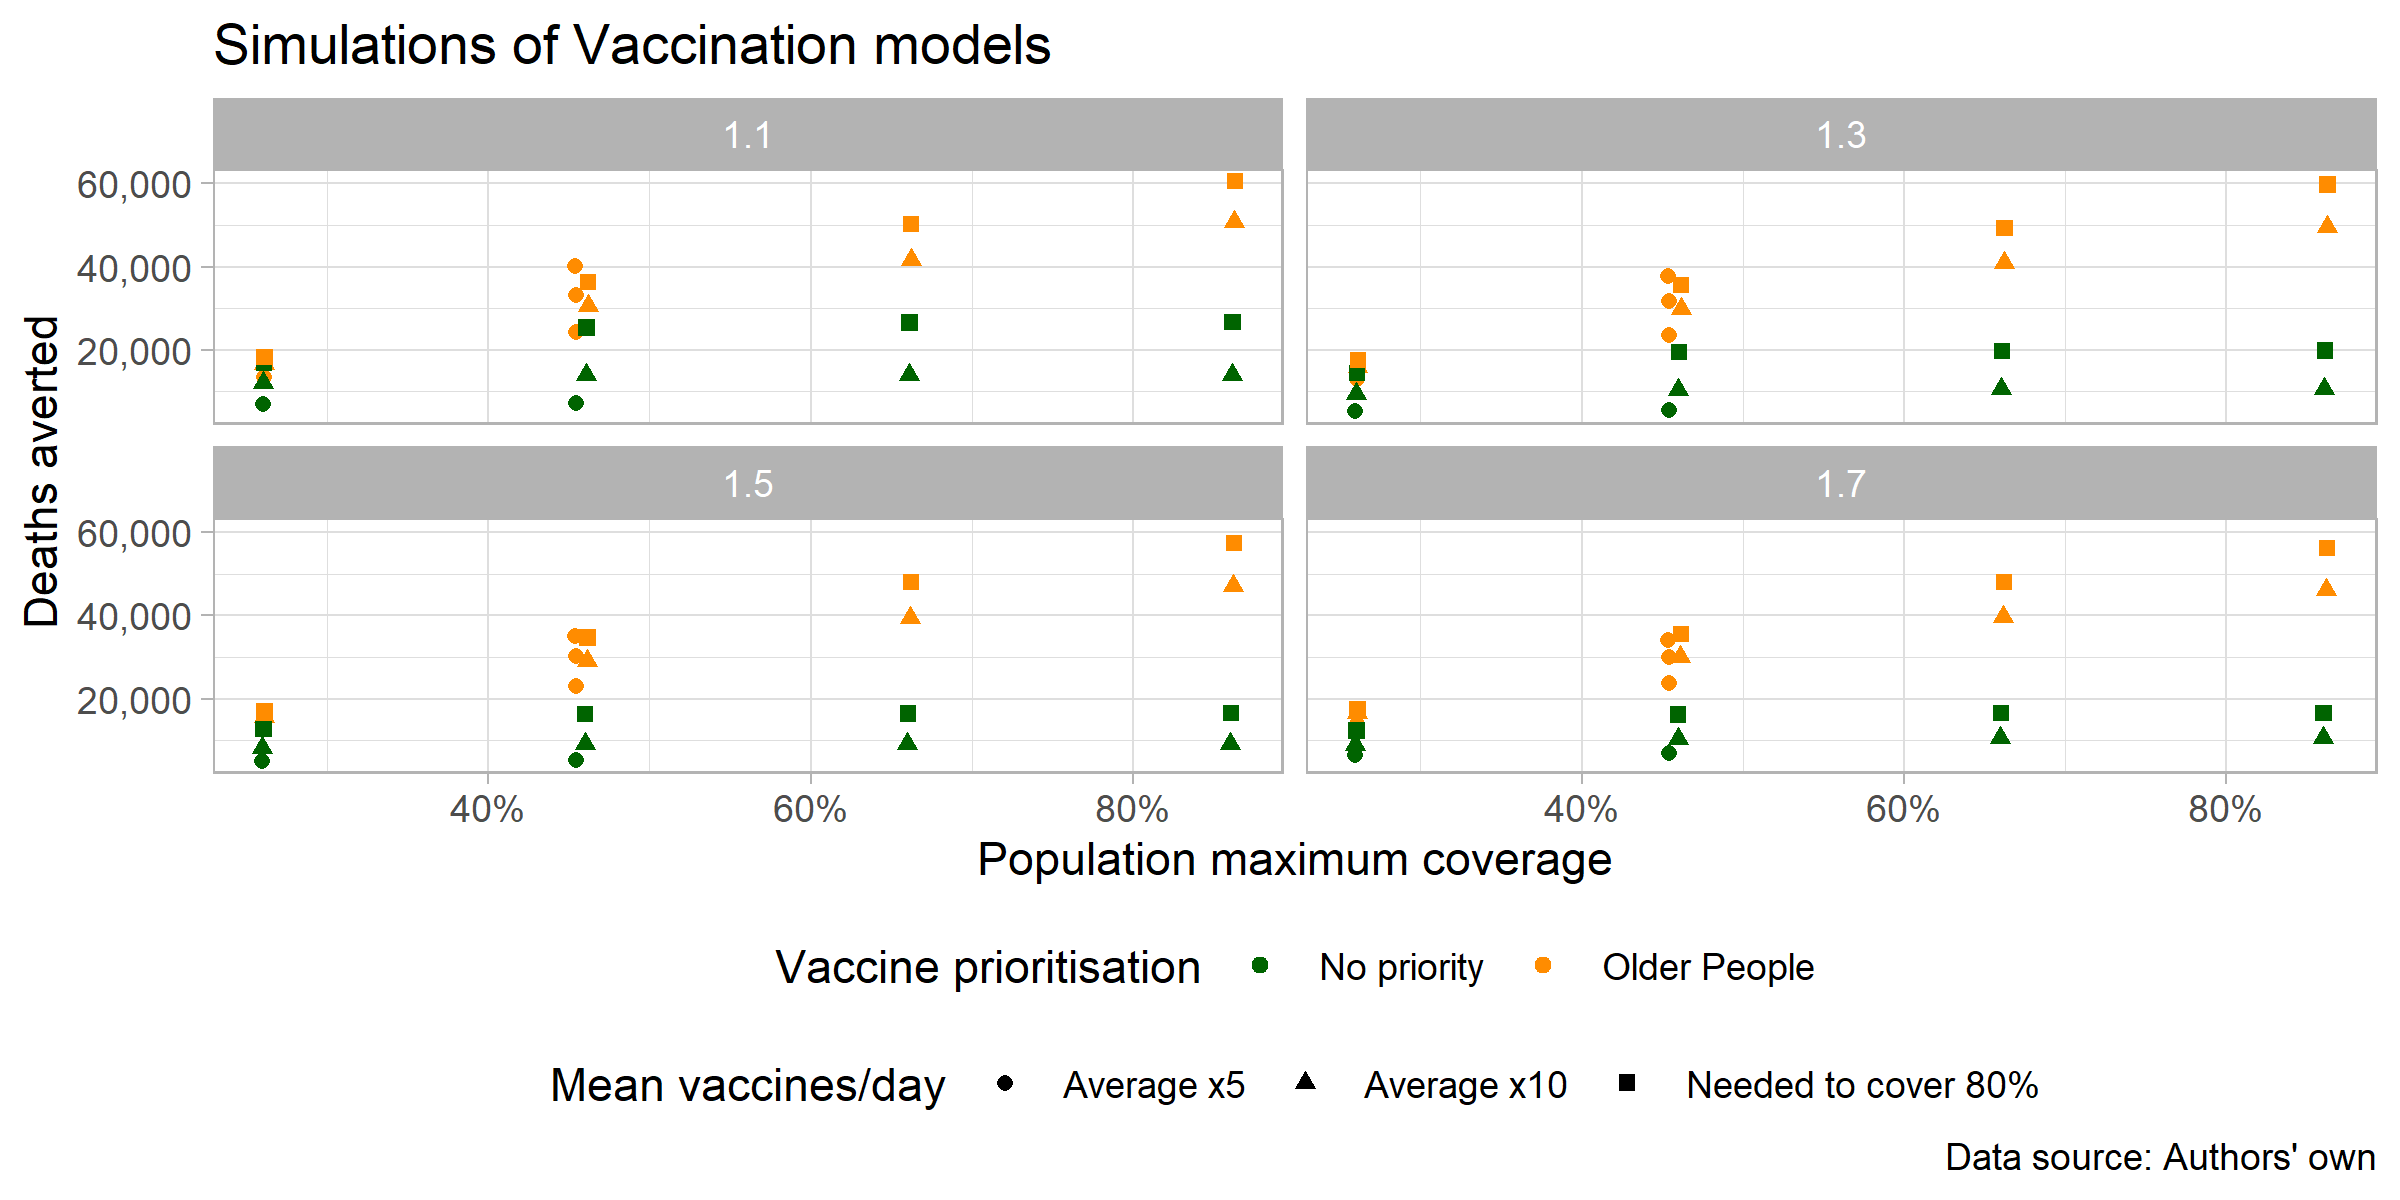 Simulations of Vaccination models
1.1
1.3
60,000
40,000
20,000
1.5
1.7
60,000
40,000
20,000
Deaths averted
40%
60%
80%
40%
60%
80%
Population maximum coverage
Vaccine prioritisation
No priority
Older People
Mean vaccines/day
Average x5
Average x10
Needed to cover 80%
Data source: Authors' own